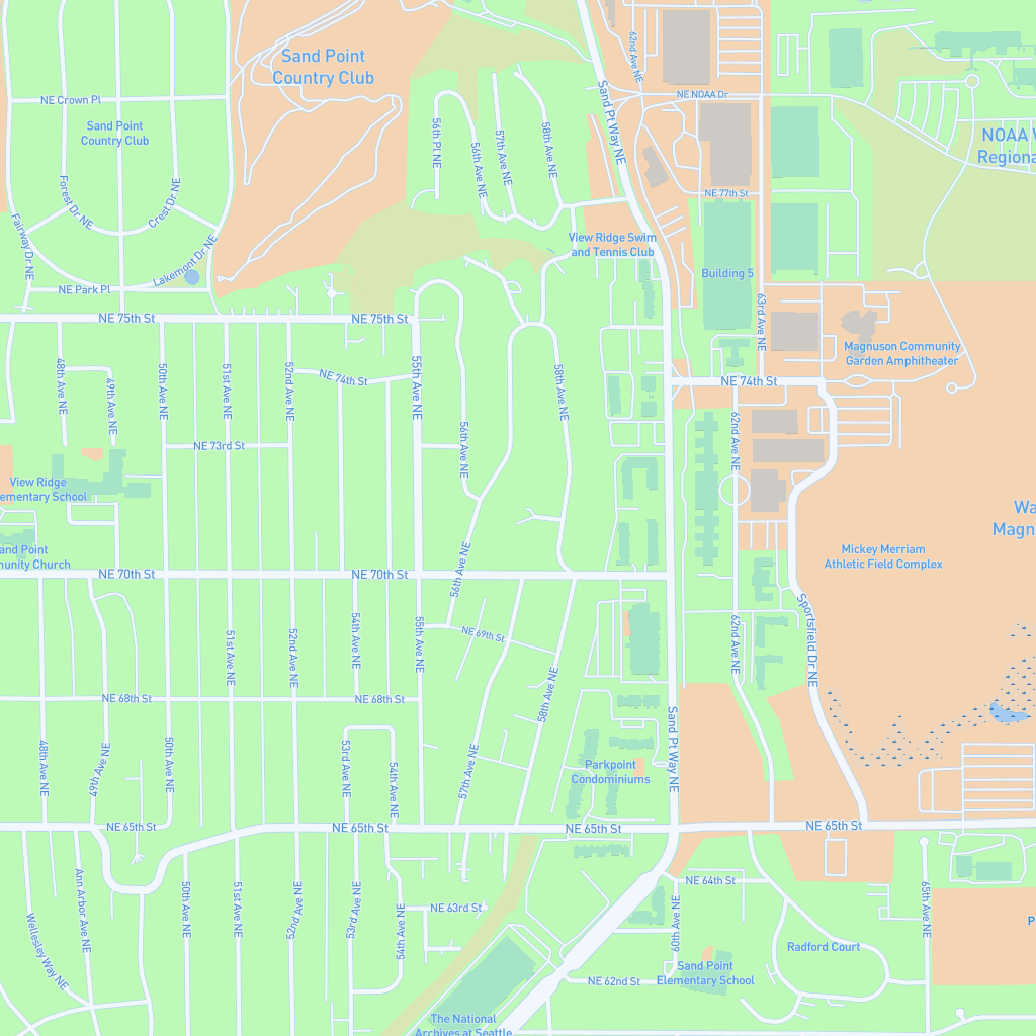 Sand Point
Country Club
62nd Ave NE
NE Crown Pl
NE NOAA Dr
Sand Point
Country Club
Sand Pt Way NE
56th Pl NE
56th Ave NE
57th Ave NE
58th Ave NE
NOAA W
Regiona
Forest Dr NE
Crest Dr NE
NE 77th St
Fairway Dr NE
Lakemont Dr NE
View Ridge Swim
and Tennis Club
Building 5
NE Park Pl
63rd Ave NE
NE 75th St
NE 75th St
Magnuson Community
Garden Amphitheater
48th Ave NE
49th Ave NE
50th Ave NE
51st Ave NE
52nd Ave NE
NE 74th St
55th Ave NE
58th Ave NE
NE 74th St
62nd Ave NE
NE 73rd St
56th Ave NE
View Ridge
ementary School
Wa
Magn
and Point
munity Church
Mickey Merriam
Athletic Field Complex
NE 70th St
NE 70th St
56th Ave NE
51st Ave NE
52nd Ave NE
54th Ave NE
55th Ave NE
NE 69th St
62nd Ave NE
Sportsfield Dr NE
NE 68th St
NE 68th St
58th Ave NE
Sand Pt Way NE
48th Ave NE
49th Ave NE
50th Ave NE
53rd Ave NE
54th Ave NE
57th Ave NE
Parkpoint
Condominiums
NE 65th St
NE 65th St
NE 65th St
NE 65th St
Ann Arbor Ave NE
50th Ave NE
51st Ave NE
52nd Ave NE
53rd Ave NE
54th Ave NE
NE 64th St
65th Ave NE
NE 63rd St
60th Ave NE
Wellesley Way NE
P
Radford Court
Sand Point
Elementary School
NE 62nd St
The National
Archives at Seattle